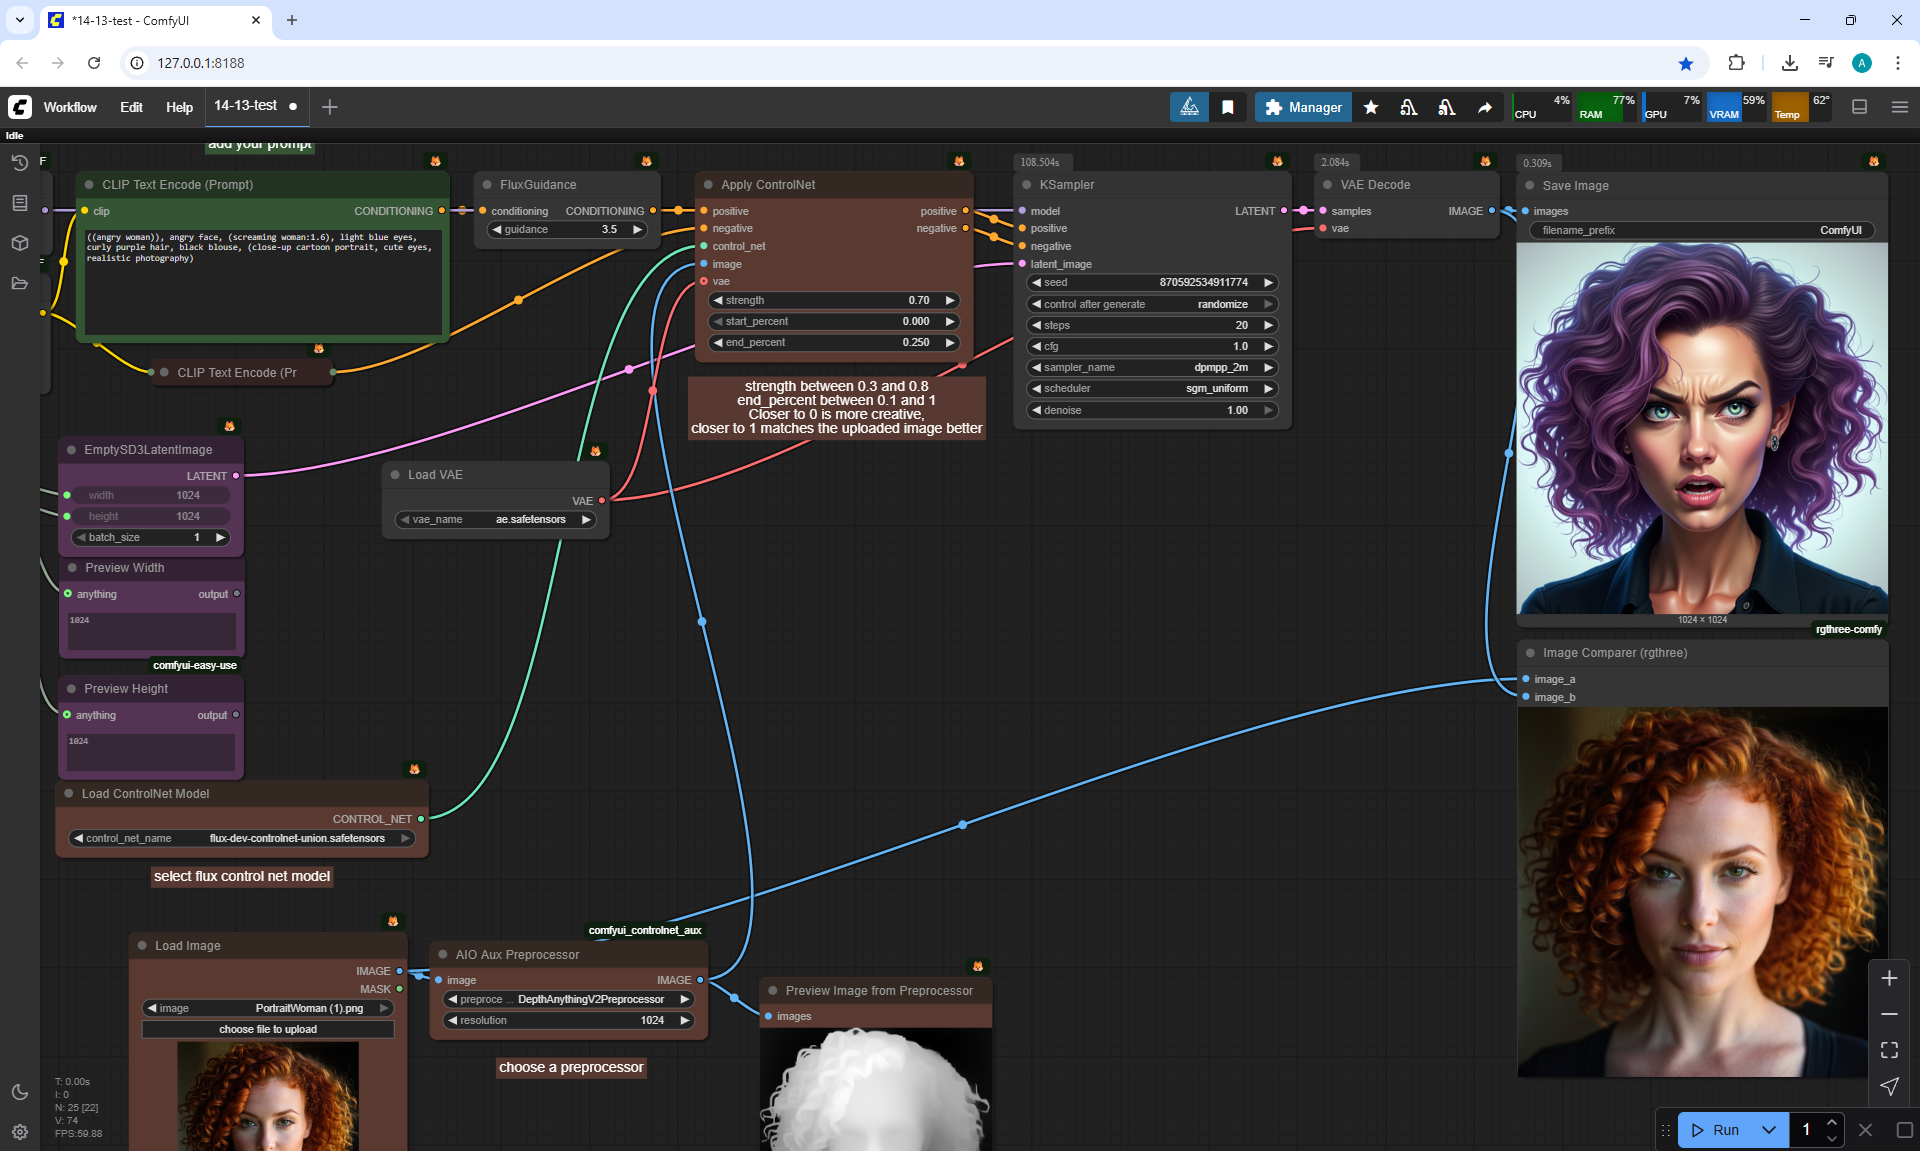 *14-13-test - ComfyUI
127.0.0.1:8188
A
Workflow
Edit
Help
14-13-test
Manager
CPU 4%
RAM 77%
GPU 7%
VRAM 59%
Temp 62°
Idle
add your prompt
F
CLIP Text Encode (Prompt)
clip
CONDITIONING
((angry woman)), angry face, (screaming woman:1.6), light blue eyes,
curly purple hair, black blouse, (close-up cartoon portrait, cute eyes,
realistic photography)
F
CLIP Text Encode (Pr
FluxGuidance
conditioning
CONDITIONING
guidance 3.5
Apply ControlNet
positive
positive
negative
negative
control_net
image
vae
strength 0.70
start_percent 0.000
end_percent 0.250
strength between 0.3 and 0.8
end_percent between 0.1 and 1
Closer to 0 is more creative,
closer to 1 matches the uploaded image better
108.504s
KSampler
model
LATENT
positive
negative
latent_image
seed 870592534911774
control after generate randomize
steps 20
cfg 1.0
sampler_name dpmpp_2m
scheduler sgm_uniform
denoise 1.00
2.084s
VAE Decode
samples
IMAGE
vae
0.309s
Save Image
images
filename_prefix ComfyUI
1024 × 1024
rgthree-comfy
Image Comparer (rgthree)
image_a
image_b
EmptySD3LatentImage
LATENT
width 1024
height 1024
batch_size 1
Load VAE
VAE
vae_name ae.safetensors
Preview Width
anything
output
1024
comfyui-easy-use
Preview Height
anything
output
1024
Load ControlNet Model
CONTROL_NET
control_net_name flux-dev-controlnet-union.safetensors
select flux control net model
Load Image
IMAGE
MASK
image PortraitWoman (1).png
choose file to upload
comfyui_controlnet_aux
AIO Aux Preprocessor
image
IMAGE
preproce ... DepthAnythingV2Preprocessor
resolution 1024
choose a preprocessor
Preview Image from Preprocessor
images
T: 0.00s
I: 0
N: 25 [22]
V: 74
FPS:59.88
Run
1